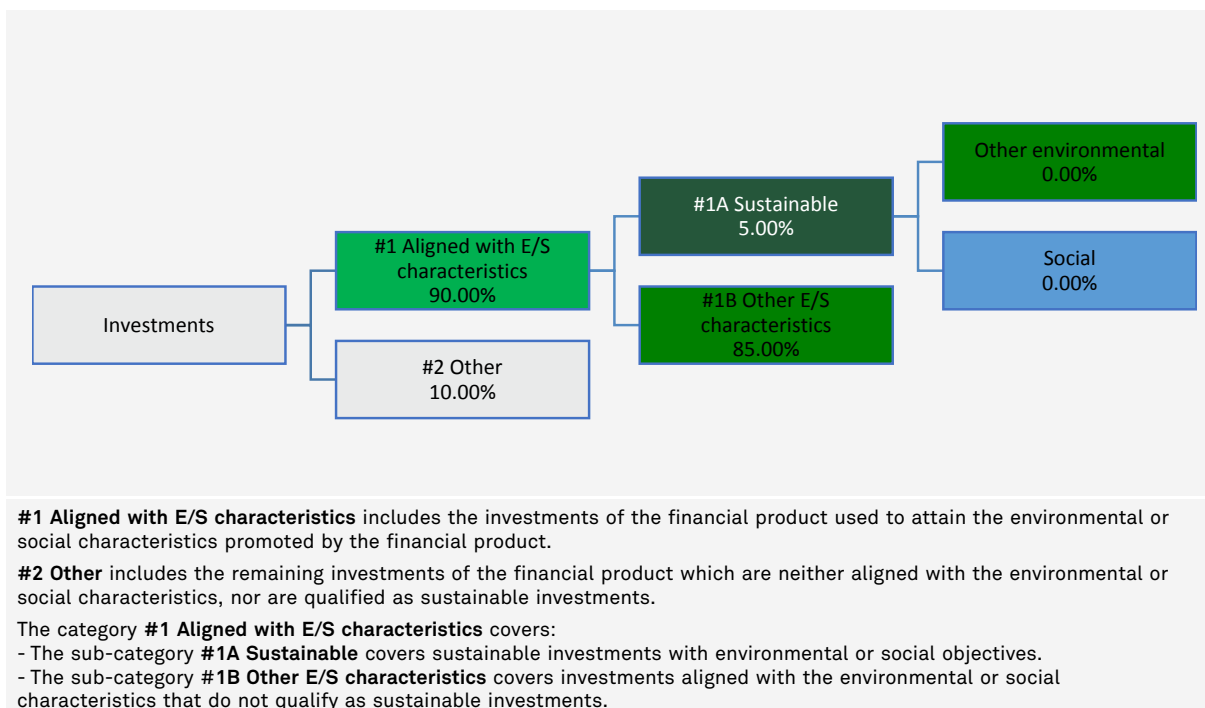 Other environmental
0.00%
#1A Sustainable
5.00%
#1 Aligned with E/S
characteristics
90.00%
Social
0.00%
Investments
#1B Other E/S
characteristics
85.00%
#2 Other
10.00%
#1 Aligned with E/S characteristics includes the investments of the financial product used to attain the environmental or
social characteristics promoted by the financial product.
#2 Other includes the remaining investments of the financial product which are neither aligned with the environmental or
social characteristics, nor are qualified as sustainable investments.
The category #1 Aligned with E/S characteristics covers:
- The sub-category #1A Sustainable covers sustainable investments with environmental or social objectives.
- The sub-category #1B Other E/S characteristics covers investments aligned with the environmental or social
characteristics that do not qualify as sustainable investments.